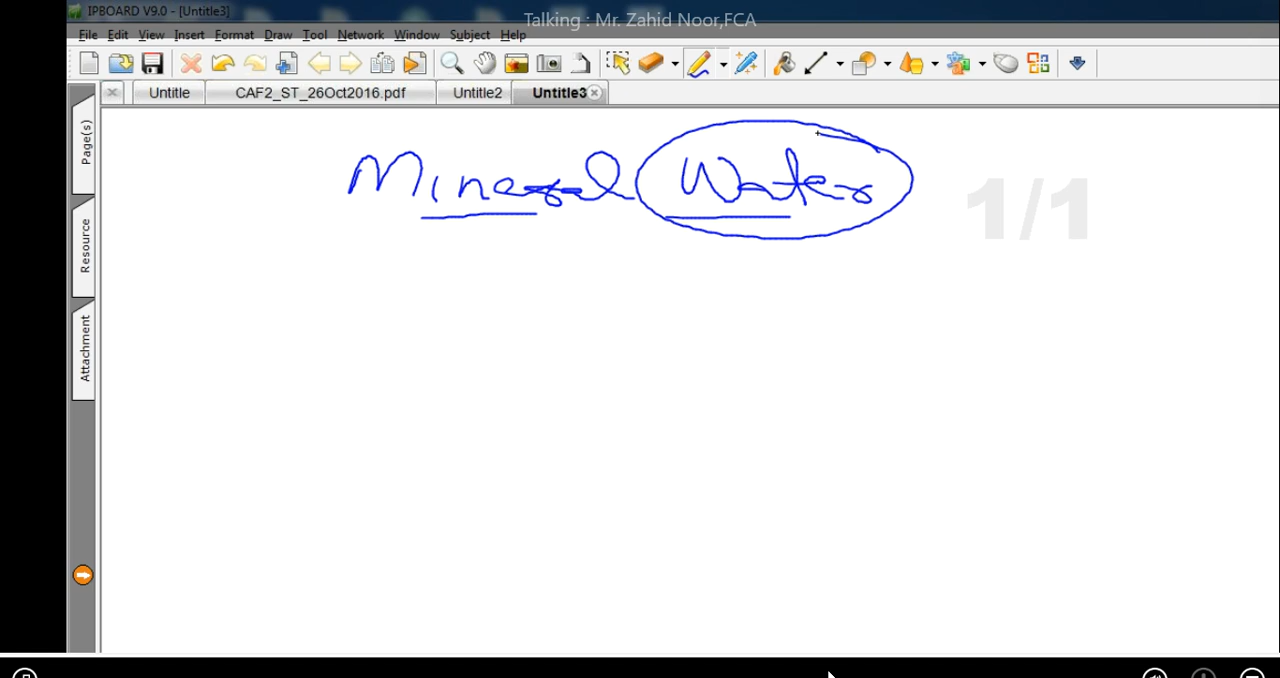 IPBOARD V9.0 - [Untitle3]
Talking : Mr. Zahid Noor,FCA
File Edit View Insert Format Draw Tool Network Window Subject Help
Untitle CAF2_ST_26Oct2016.pdf Untitle2 Untitle3
Page(s)
Resource
Attachment
Mineral Water
1/1